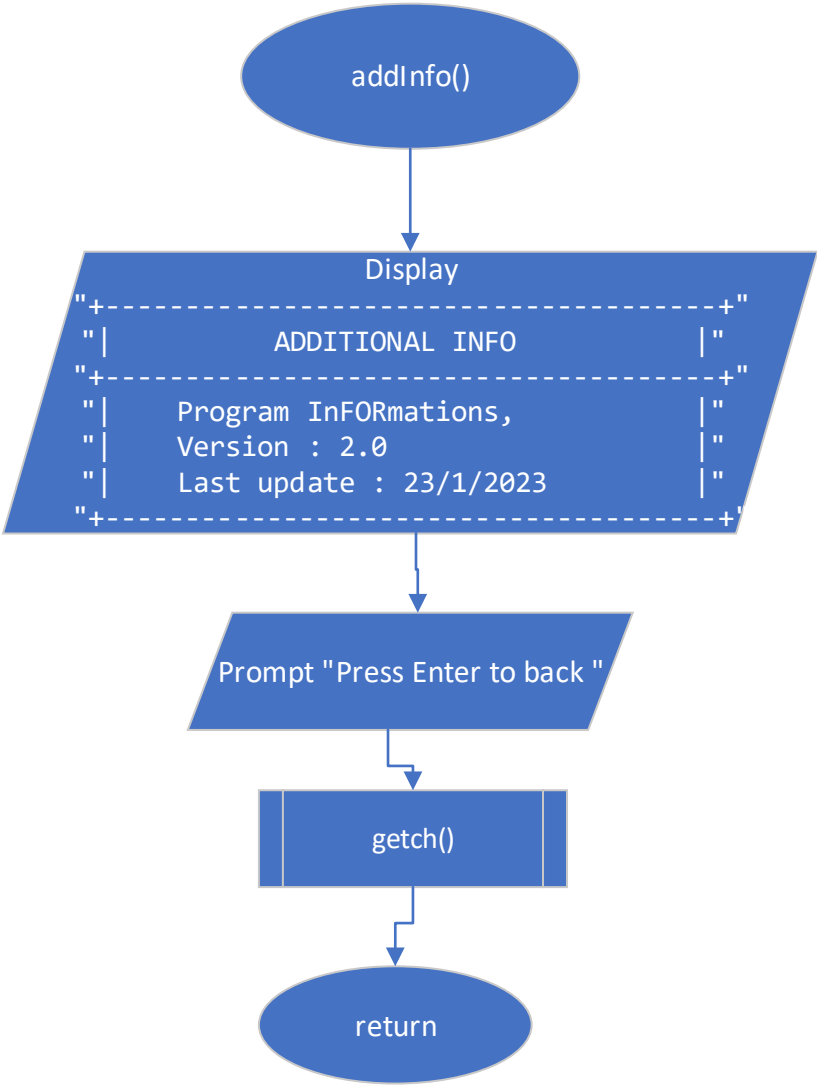 addInfo()
Display
"+---------------------------------------+"
"|          ADDITIONAL INFO           |"
"+---------------------------------------+"
"|    Program InFORmations,            |"
"|    Version : 2.0                    |"
"|    Last update : 23/1/2023          |"
"+---------------------------------------+"
Prompt "Press Enter to back "
getch()
return